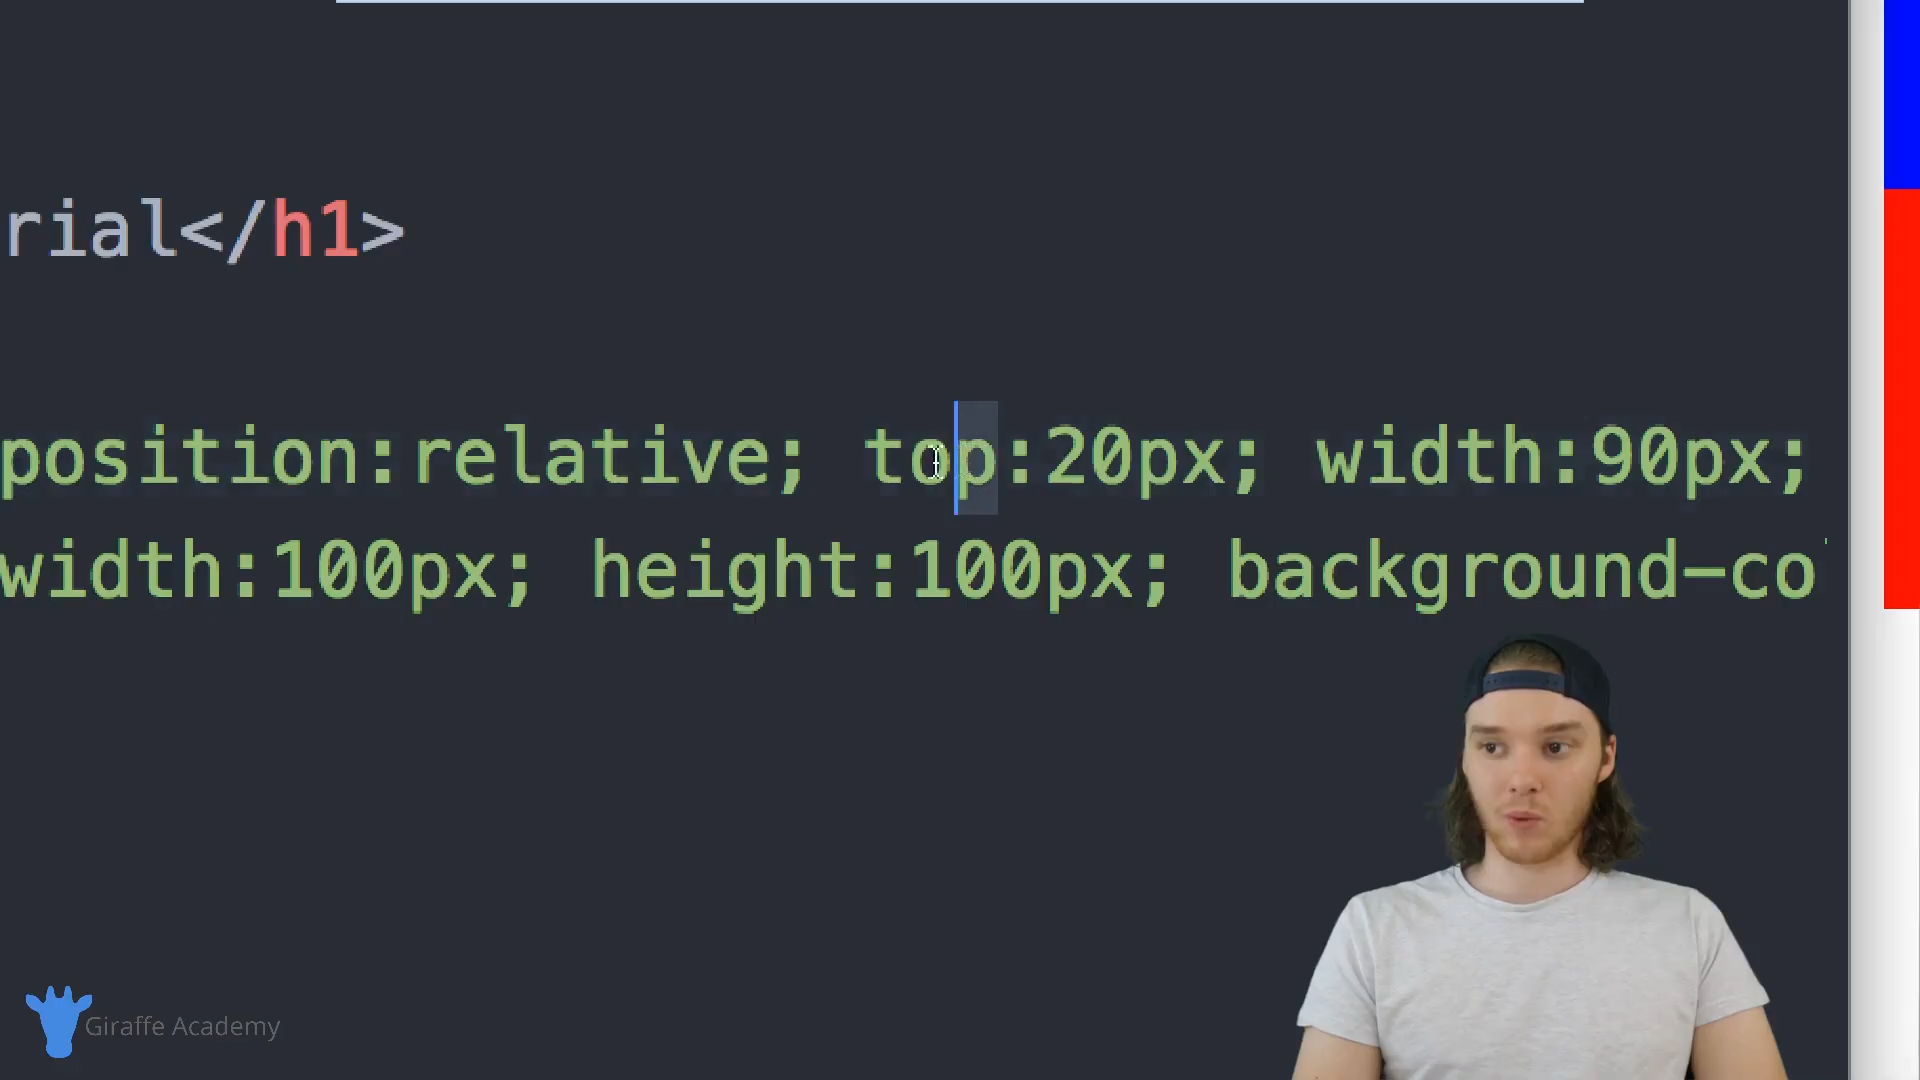 rial</h1>
position:relative; top:20px; width:90px;
width:100px; height:100px; background-co
Giraffe Academy